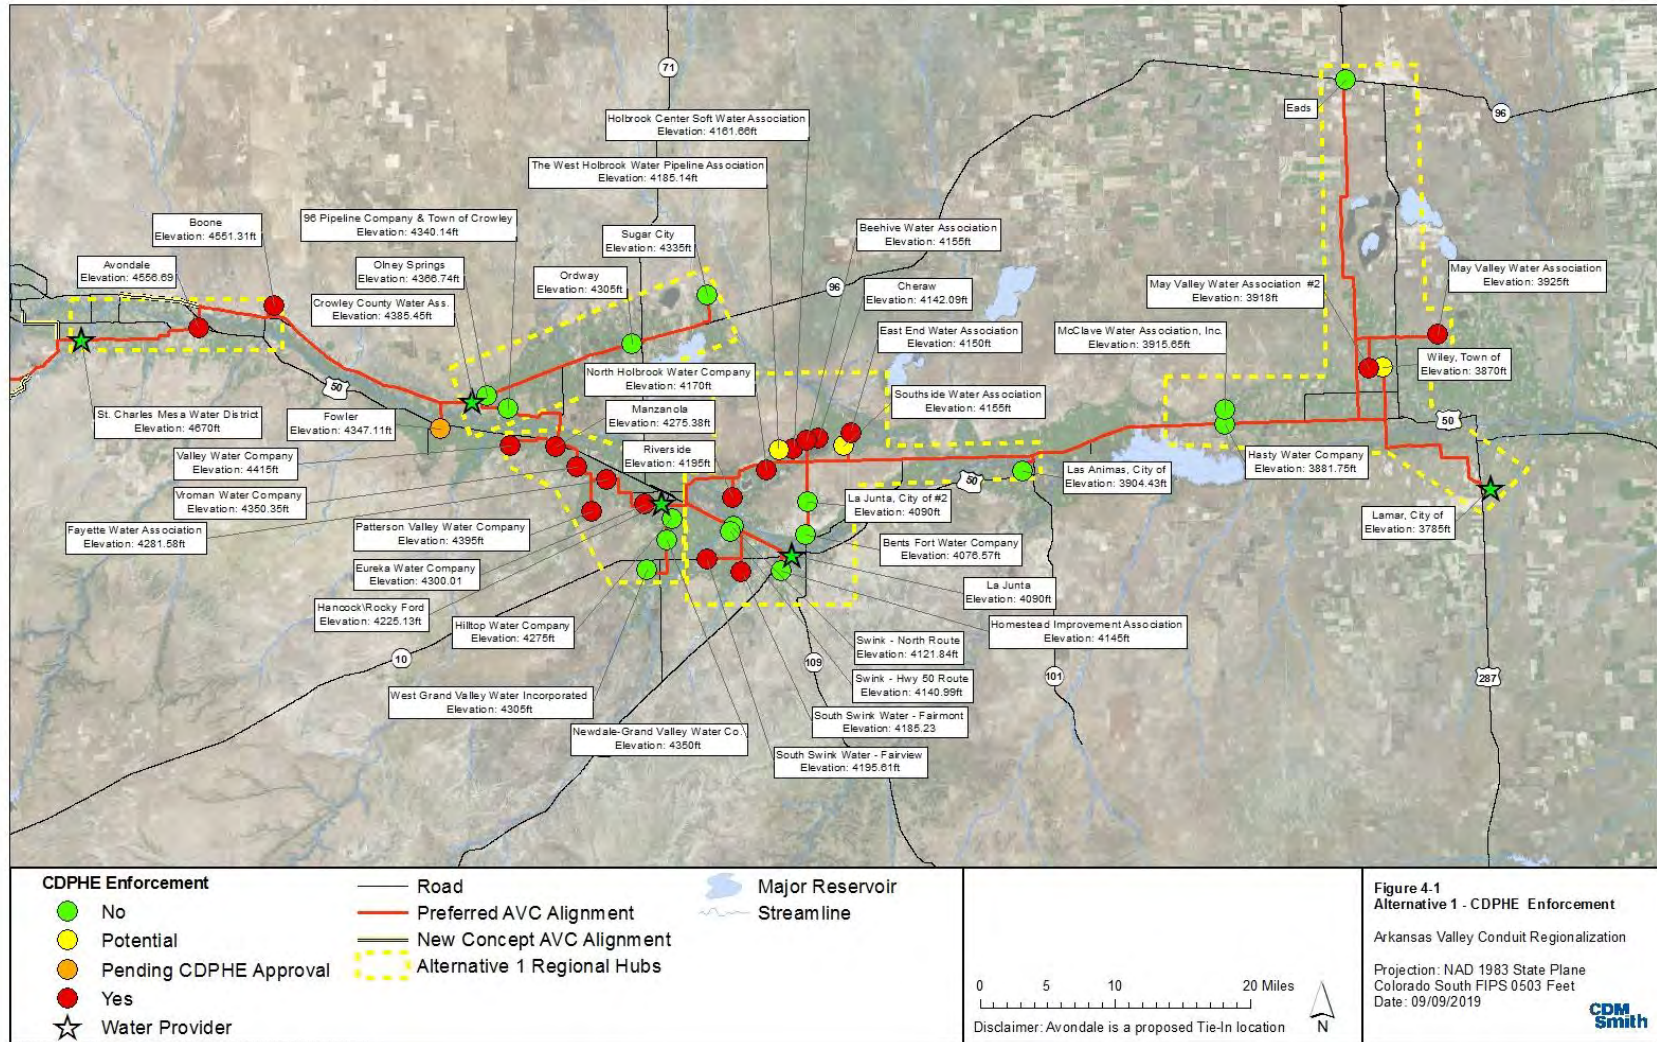 71
Holbrook Center Soft Water Association
Elevation: 4161.66ft
Eads
96
The West Holbrook Water Pipeline Association
Elevation: 4185.14ft
Boone
Elevation: 4551.31ft
96 Pipeline Company & Town of Crowley
Elevation: 4340.14ft
Sugar City
Elevation: 4335ft
Beehive Water Association
Elevation: 4155ft
Avondale
Elevation: 4556.69
Olney Springs
Elevation: 4366.74ft
Ordway
Elevation: 4305ft
96
Cheraw
Elevation: 4142.09ft
May Valley Water Association #2
Elevation: 3918ft
May Valley Water Association
Elevation: 3925ft
Crowley County Water Ass.
Elevation: 4385.45ft
East End Water Association
Elevation: 4150ft
McClave Water Association, Inc.
Elevation: 3915.65ft
Wiley, Town of
Elevation: 3870ft
North Holbrook Water Company
Elevation: 4170ft
50
Southside Water Association
Elevation: 4155ft
St. Charles Mesa Water District
Elevation: 4670ft
Fowler
Elevation: 4347.11ft
Manzanola
Elevation: 4275.38ft
50
Valley Water Company
Elevation: 4415ft
Riverside
Elevation: 4195ft
Hasty Water Company
Elevation: 3881.75ft
Las Animas, City of
Elevation: 3904.43ft
50
Vroman Water Company
Elevation: 4350.35ft
La Junta, City of #2
Elevation: 4090ft
Lamar, City of
Elevation: 3785ft
Fayette Water Association
Elevation: 4281.58ft
Patterson Valley Water Company
Elevation: 4395ft
Bents Fort Water Company
Elevation: 4076.57ft
Eureka Water Company
Elevation: 4300.01
La Junta
Elevation: 4090ft
Hancock\Rocky Ford
Elevation: 4225.13ft
Hilltop Water Company
Elevation: 4275ft
Homestead Improvement Association
Elevation: 4145ft
10
Swink - North Route
Elevation: 4121.84ft
109
101
287
Swink - Hwy 50 Route
Elevation: 4140.99ft
West Grand Valley Water Incorporated
Elevation: 4305ft
South Swink Water - Fairmont
Elevation: 4185.23
Newdale-Grand Valley Water Co.
Elevation: 4350ft
South Swink Water - Fairview
Elevation: 4195.61ft
CDPHE Enforcement
No
Potential
Pending CDPHE Approval
Yes
Water Provider
Road
Preferred AVC Alignment
New Concept AVC Alignment
Alternative 1 Regional Hubs
Major Reservoir
Streamline
0 5 10 20 Miles
N
Disclaimer: Avondale is a proposed Tie-In location
Figure 4-1
Alternative 1 - CDPHE Enforcement
Arkansas Valley Conduit Regionalization
Projection: NAD 1983 State Plane
Colorado South FIPS 0503 Feet
Date: 09/09/2019
CDM
Smith